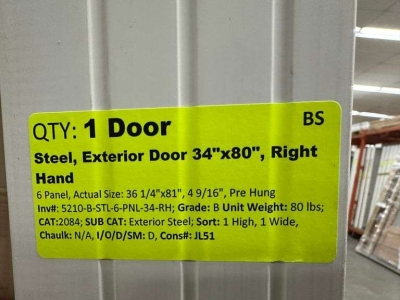 QTY: 1 Door BS
Steel, Exterior Door 34"x80", Right
Hand
6 Panel, Actual Size: 36 1/4"x81", 4 9/16", Pre Hung
Inv#: 5210-B-STL-6-PNL-34-RH; Grade: B Unit Weight: 80 lbs;
CAT:2084; SUB CAT: Exterior Steel; Sort: 1 High, 1 Wide,
Chaulk: N/A, I/O/D/SM: D, Cons#: JL51